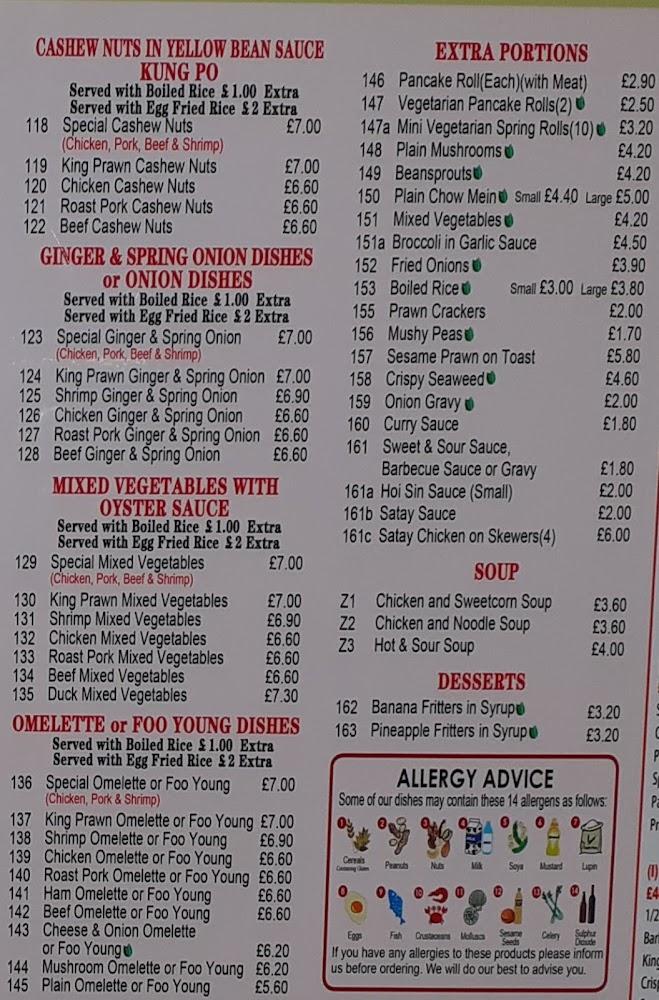 CASHEW NUTS IN YELLOW BEAN SAUCE
KUNG PO
Served with Boiled Rice £1.00 Extra
Served with Egg Fried Rice £2 Extra
118 Special Cashew Nuts £7.00
(Chicken, Pork, Beef & Shrimp)
119 King Prawn Cashew Nuts £7.00
120 Chicken Cashew Nuts £6.60
121 Roast Pork Cashew Nuts £6.60
122 Beef Cashew Nuts £6.60
GINGER & SPRING ONION DISHES
or ONION DISHES
Served with Boiled Rice £1.00 Extra
Served with Egg Fried Rice £2 Extra
123 Special Ginger & Spring Onion £7.00
(Chicken, Pork, Beef & Shrimp)
124 King Prawn Ginger & Spring Onion £7.00
125 Shrimp Ginger & Spring Onion £6.90
126 Chicken Ginger & Spring Onion £6.60
127 Roast Pork Ginger & Spring Onion £6.60
128 Beef Ginger & Spring Onion £6.60
MIXED VEGETABLES WITH
OYSTER SAUCE
Served with Boiled Rice £1.00 Extra
Served with Egg Fried Rice £2 Extra
129 Special Mixed Vegetables £7.00
(Chicken, Pork, Beef & Shrimp)
130 King Prawn Mixed Vegetables £7.00
131 Shrimp Mixed Vegetables £6.90
132 Chicken Mixed Vegetables £6.60
133 Roast Pork Mixed Vegetables £6.60
134 Beef Mixed Vegetables £6.60
135 Duck Mixed Vegetables £7.30
OMELETTE or FOO YOUNG DISHES
Served with Boiled Rice £1.00 Extra
Served with Egg Fried Rice £2 Extra
136 Special Omelette or Foo Young £7.00
(Chicken, Pork & Shrimp)
137 King Prawn Omelette or Foo Young £7.00
138 Shrimp Omelette or Foo Young £6.90
139 Chicken Omelette or Foo Young £6.60
140 Roast Pork Omelette or Foo Young £6.60
141 Ham Omelette or Foo Young £6.60
142 Beef Omelette or Foo Young £6.60
143 Cheese & Onion Omelette
or Foo Young £6.20
144 Mushroom Omelette or Foo Young £6.20
145 Plain Omelette or Foo Young £5.60
EXTRA PORTIONS
146 Pancake Roll(Each)(with Meat) £2.90
147 Vegetarian Pancake Rolls(2) £2.50
147a Mini Vegetarian Spring Rolls(10) £3.20
148 Plain Mushrooms £4.20
149 Beansprouts £4.20
150 Plain Chow Mein Small £4.40 Large £5.00
151 Mixed Vegetables £4.20
151a Broccoli in Garlic Sauce £4.50
152 Fried Onions £3.90
153 Boiled Rice Small £3.00 Large £3.80
155 Prawn Crackers £2.00
156 Mushy Peas £1.70
157 Sesame Prawn on Toast £5.80
158 Crispy Seaweed £4.60
159 Onion Gravy £2.00
160 Curry Sauce £1.80
161 Sweet & Sour Sauce,
Barbecue Sauce or Gravy £1.80
161a Hoi Sin Sauce (Small) £2.00
161b Satay Sauce £2.00
161c Satay Chicken on Skewers(4) £6.00
SOUP
Z1 Chicken and Sweetcorn Soup £3.60
Z2 Chicken and Noodle Soup £3.60
Z3 Hot & Sour Soup £4.00
DESSERTS
162 Banana Fritters in Syrup £3.20
163 Pineapple Fritters in Syrup £3.20
ALLERGY ADVICE
Some of our dishes may contain these 14 allergens as follows:
1 2 3 4 5 6 7
Cereals Peanuts Nuts Milk Soya Mustard Lupin
Containing Gluten
8 9 10 11 12 13 14
Eggs Fish Crustaceans Molluscs Sesame Seeds Celery Sulphur Dioxide
If you have any allergies to these products please inform
us before ordering. We will do our best to advise you.
(1)
1/2